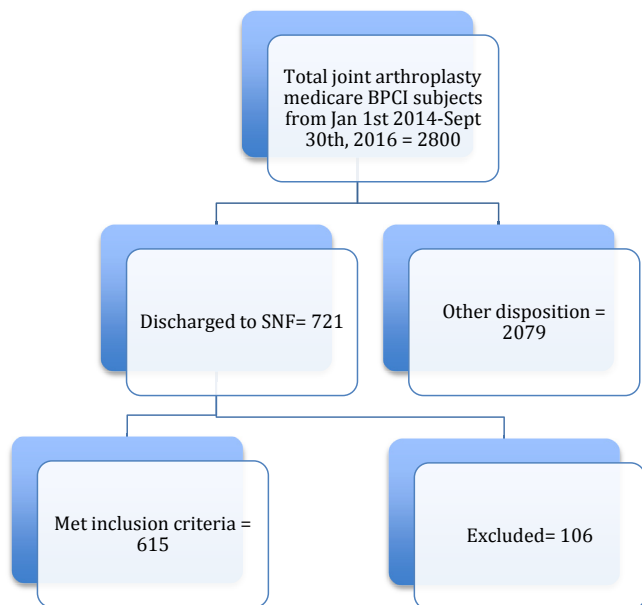 Total joint arthroplasty
medicare BPCI subjects
from Jan 1st 2014-Sept
30th, 2016 = 2800
Discharged to SNF= 721
Other disposition =
2079
Met inclusion criteria =
615
Excluded= 106